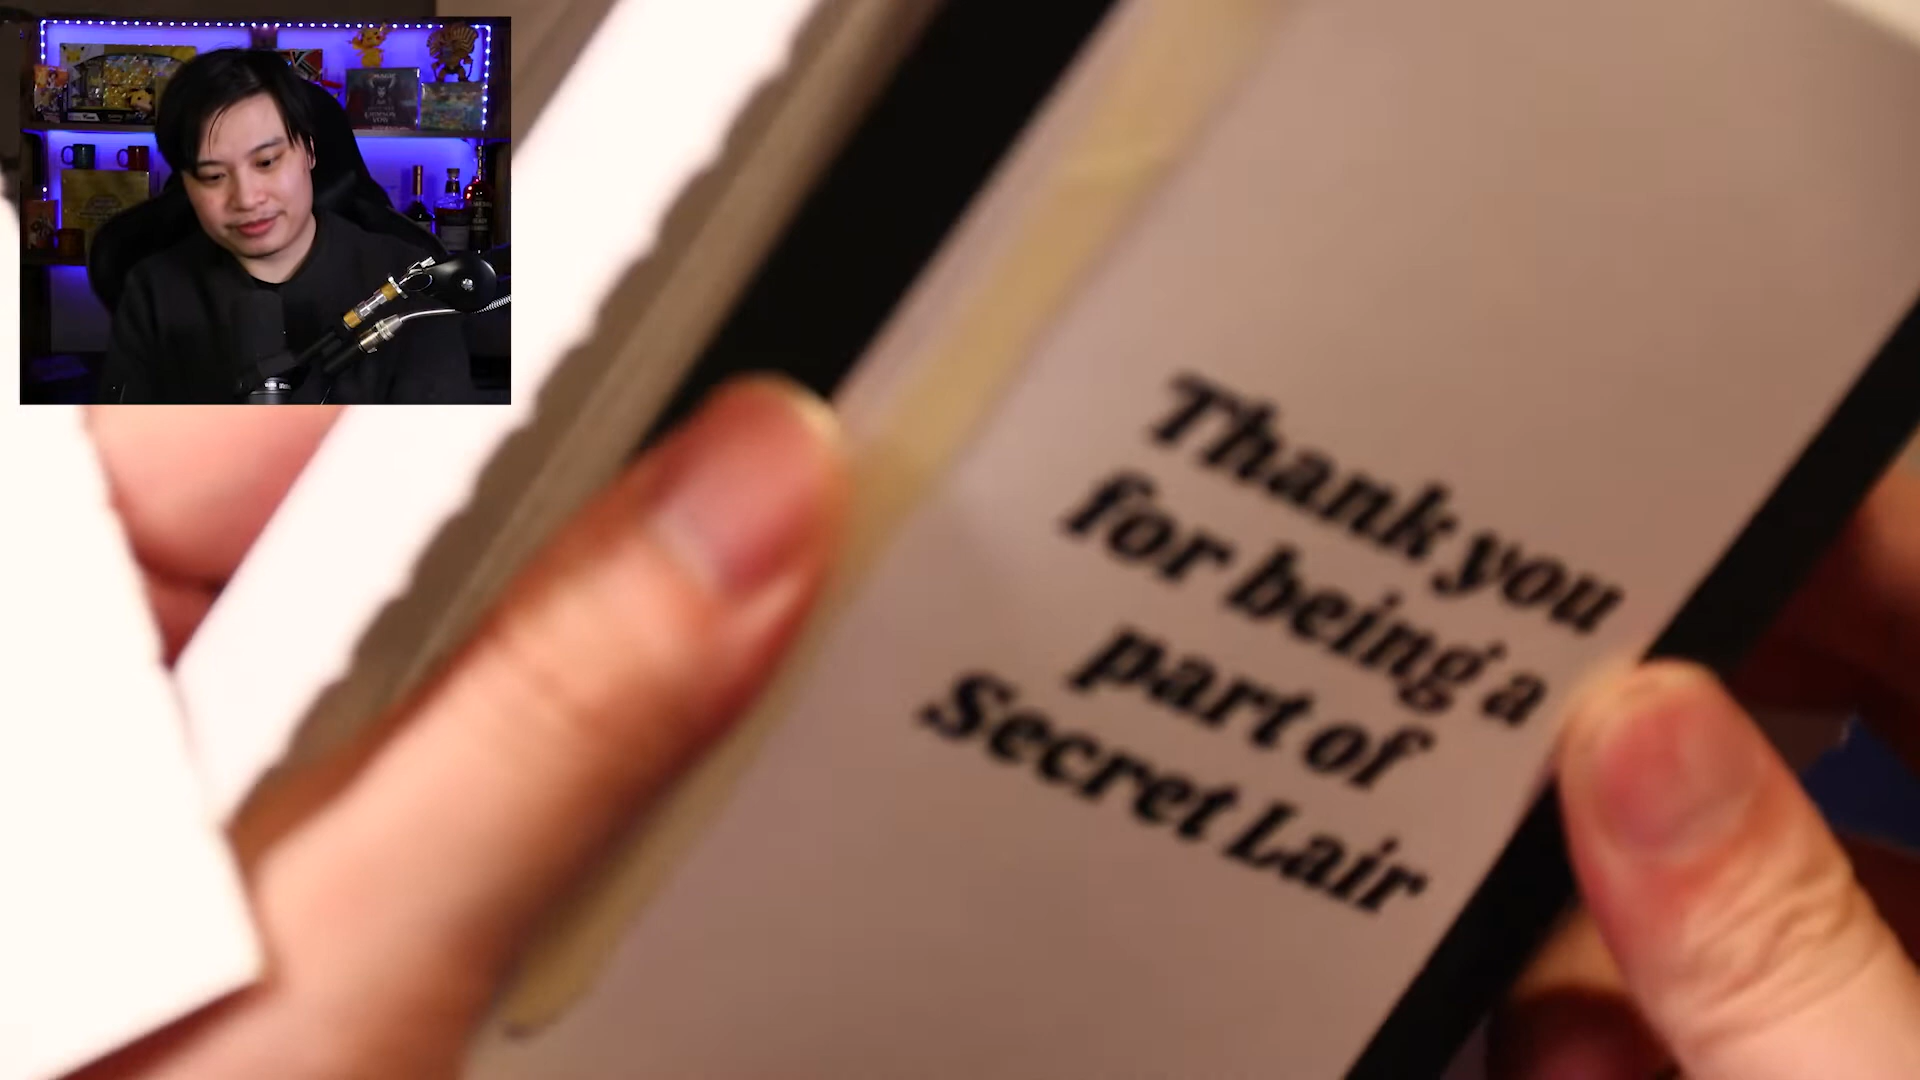 Thank you
for being a
part of
Secret Lair